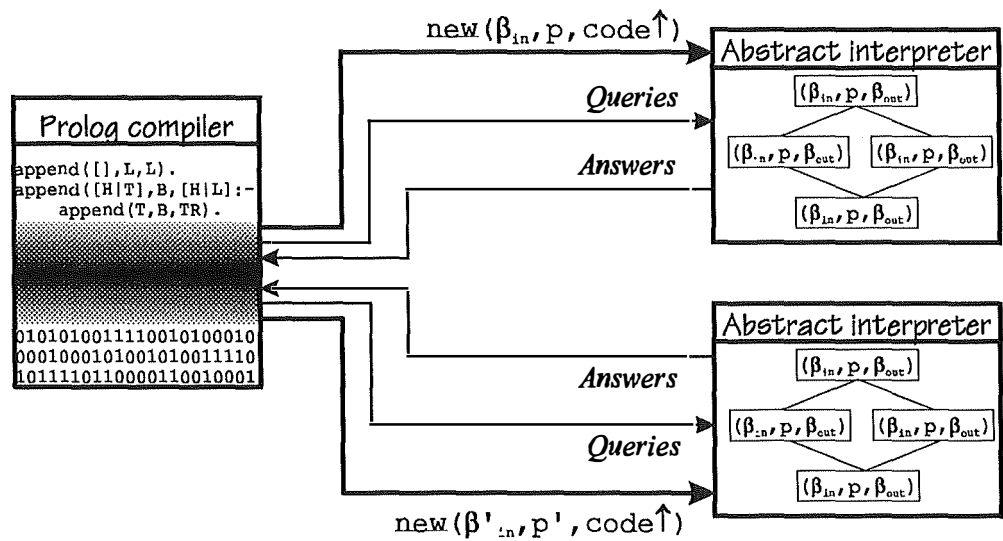 new(βin,p,code↑)
Abstract interpreter
(βin,p,βout)
(βin,p,βout)
(βin,p,βout)
(βin,p,βout)
Queries
Answers
Prolog compiler
append([],L,L).
append([H|T],B,[H|L]:-
append(T,B,TR).
0101010011110010100010
0001000101001010011110
1011110110000110010001
Abstract interpreter
(βin,p,βout)
(βin,p,βout)
(βin,p,βout)
(βin,p,βout)
Answers
Queries
new(β'in,p',code↑)